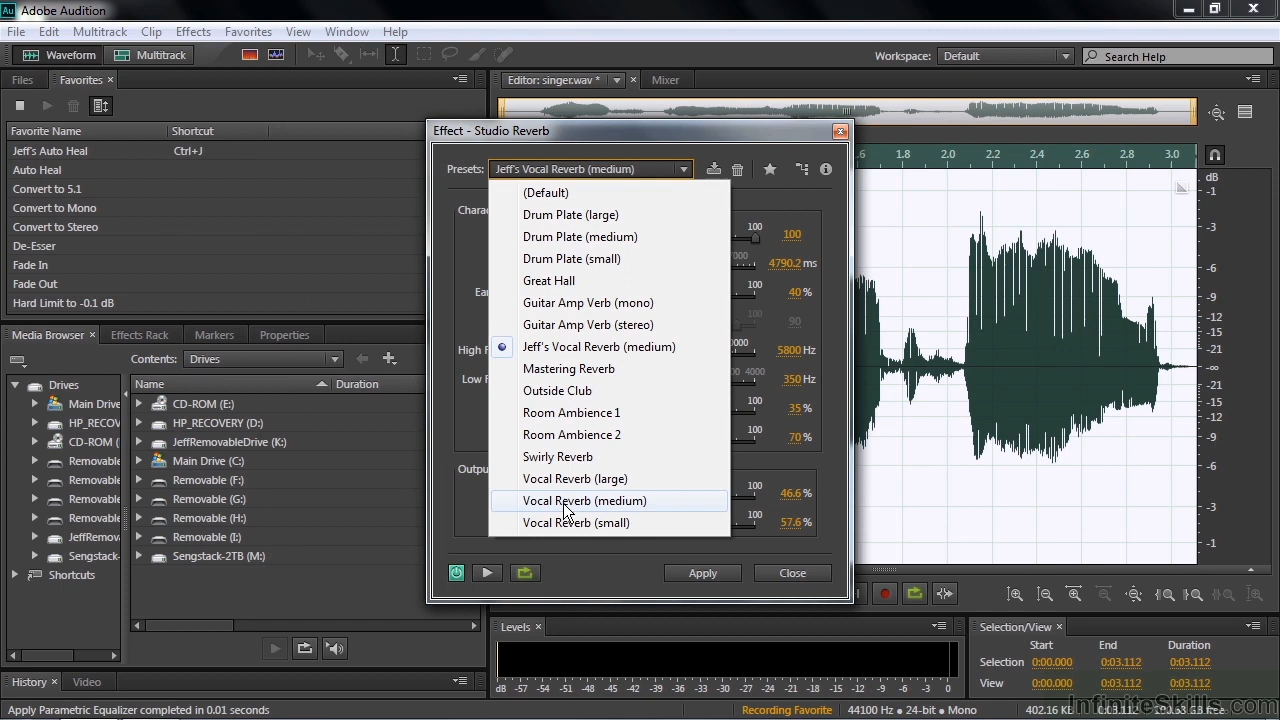 Au Adobe Audition
File Edit Multitrack Clip Effects Favorites View Window Help
Waveform Multitrack Workspace: Default Search Help
Files Favorites × Editor: singer.wav * × Mixer
Favorite Name Shortcut
Jeff's Auto Heal Ctrl+J
Auto Heal
Convert to 5.1
Convert to Mono
Convert to Stereo
De-Esser
Fade In
Fade Out
Hard Limit to -0.1 dB
Media Browser × Effects Rack Markers Properties
Contents: Drives
Drives
Main Drive
HP_RECOV
CD-ROM (
Removable
Removable
Removable
Removable
JeffRemova
Sengstack-
Shortcuts
Name Duration
CD-ROM (E:)
HP_RECOVERY (D:)
JeffRemovableDrive (K:)
Main Drive (C:)
Removable (F:)
Removable (G:)
Removable (H:)
Removable (I:)
Sengstack-2TB (M:)
Effect - Studio Reverb
Presets: Jeff's Vocal Reverb (medium)
(Default)
Drum Plate (large)
Drum Plate (medium)
Drum Plate (small)
Great Hall
Guitar Amp Verb (mono)
Guitar Amp Verb (stereo)
Jeff's Vocal Reverb (medium)
Mastering Reverb
Outside Club
Room Ambience 1
Room Ambience 2
Swirly Reverb
Vocal Reverb (large)
Vocal Reverb (medium)
Vocal Reverb (small)
Charac
Ear
High F
Low F
Outpu
100 100
7000 4790.2 ms
100 40 %
100 90
0000 5800 Hz
3000 4000 350 Hz
100 35 %
100 70 %
100 46.6 %
100 57.6 %
Apply Close
1.6 1.8 2.0 2.2 2.4 2.6 2.8 3.0
dB
-1
-3
-6
-9
-12
-15
-21
-∞
-21
-15
-12
-9
-6
-3
-1
Levels ×
dB -57 -54 -51 -48 -45 -42 -39 -36 -33 -30 -27 -24 -21 -18 -15 -12 -9 -6 -3 0
Selection/View ×
Start End Duration
Selection 0:00.000 0:03.112 0:03.112
View 0:00.000 0:03.112 0:03.112
History × Video
Apply Parametric Equalizer completed in 0.01 seconds
Recording Favorite 44100 Hz • 32-bit • Mono 402.16 KB
InfiniteSkills.com